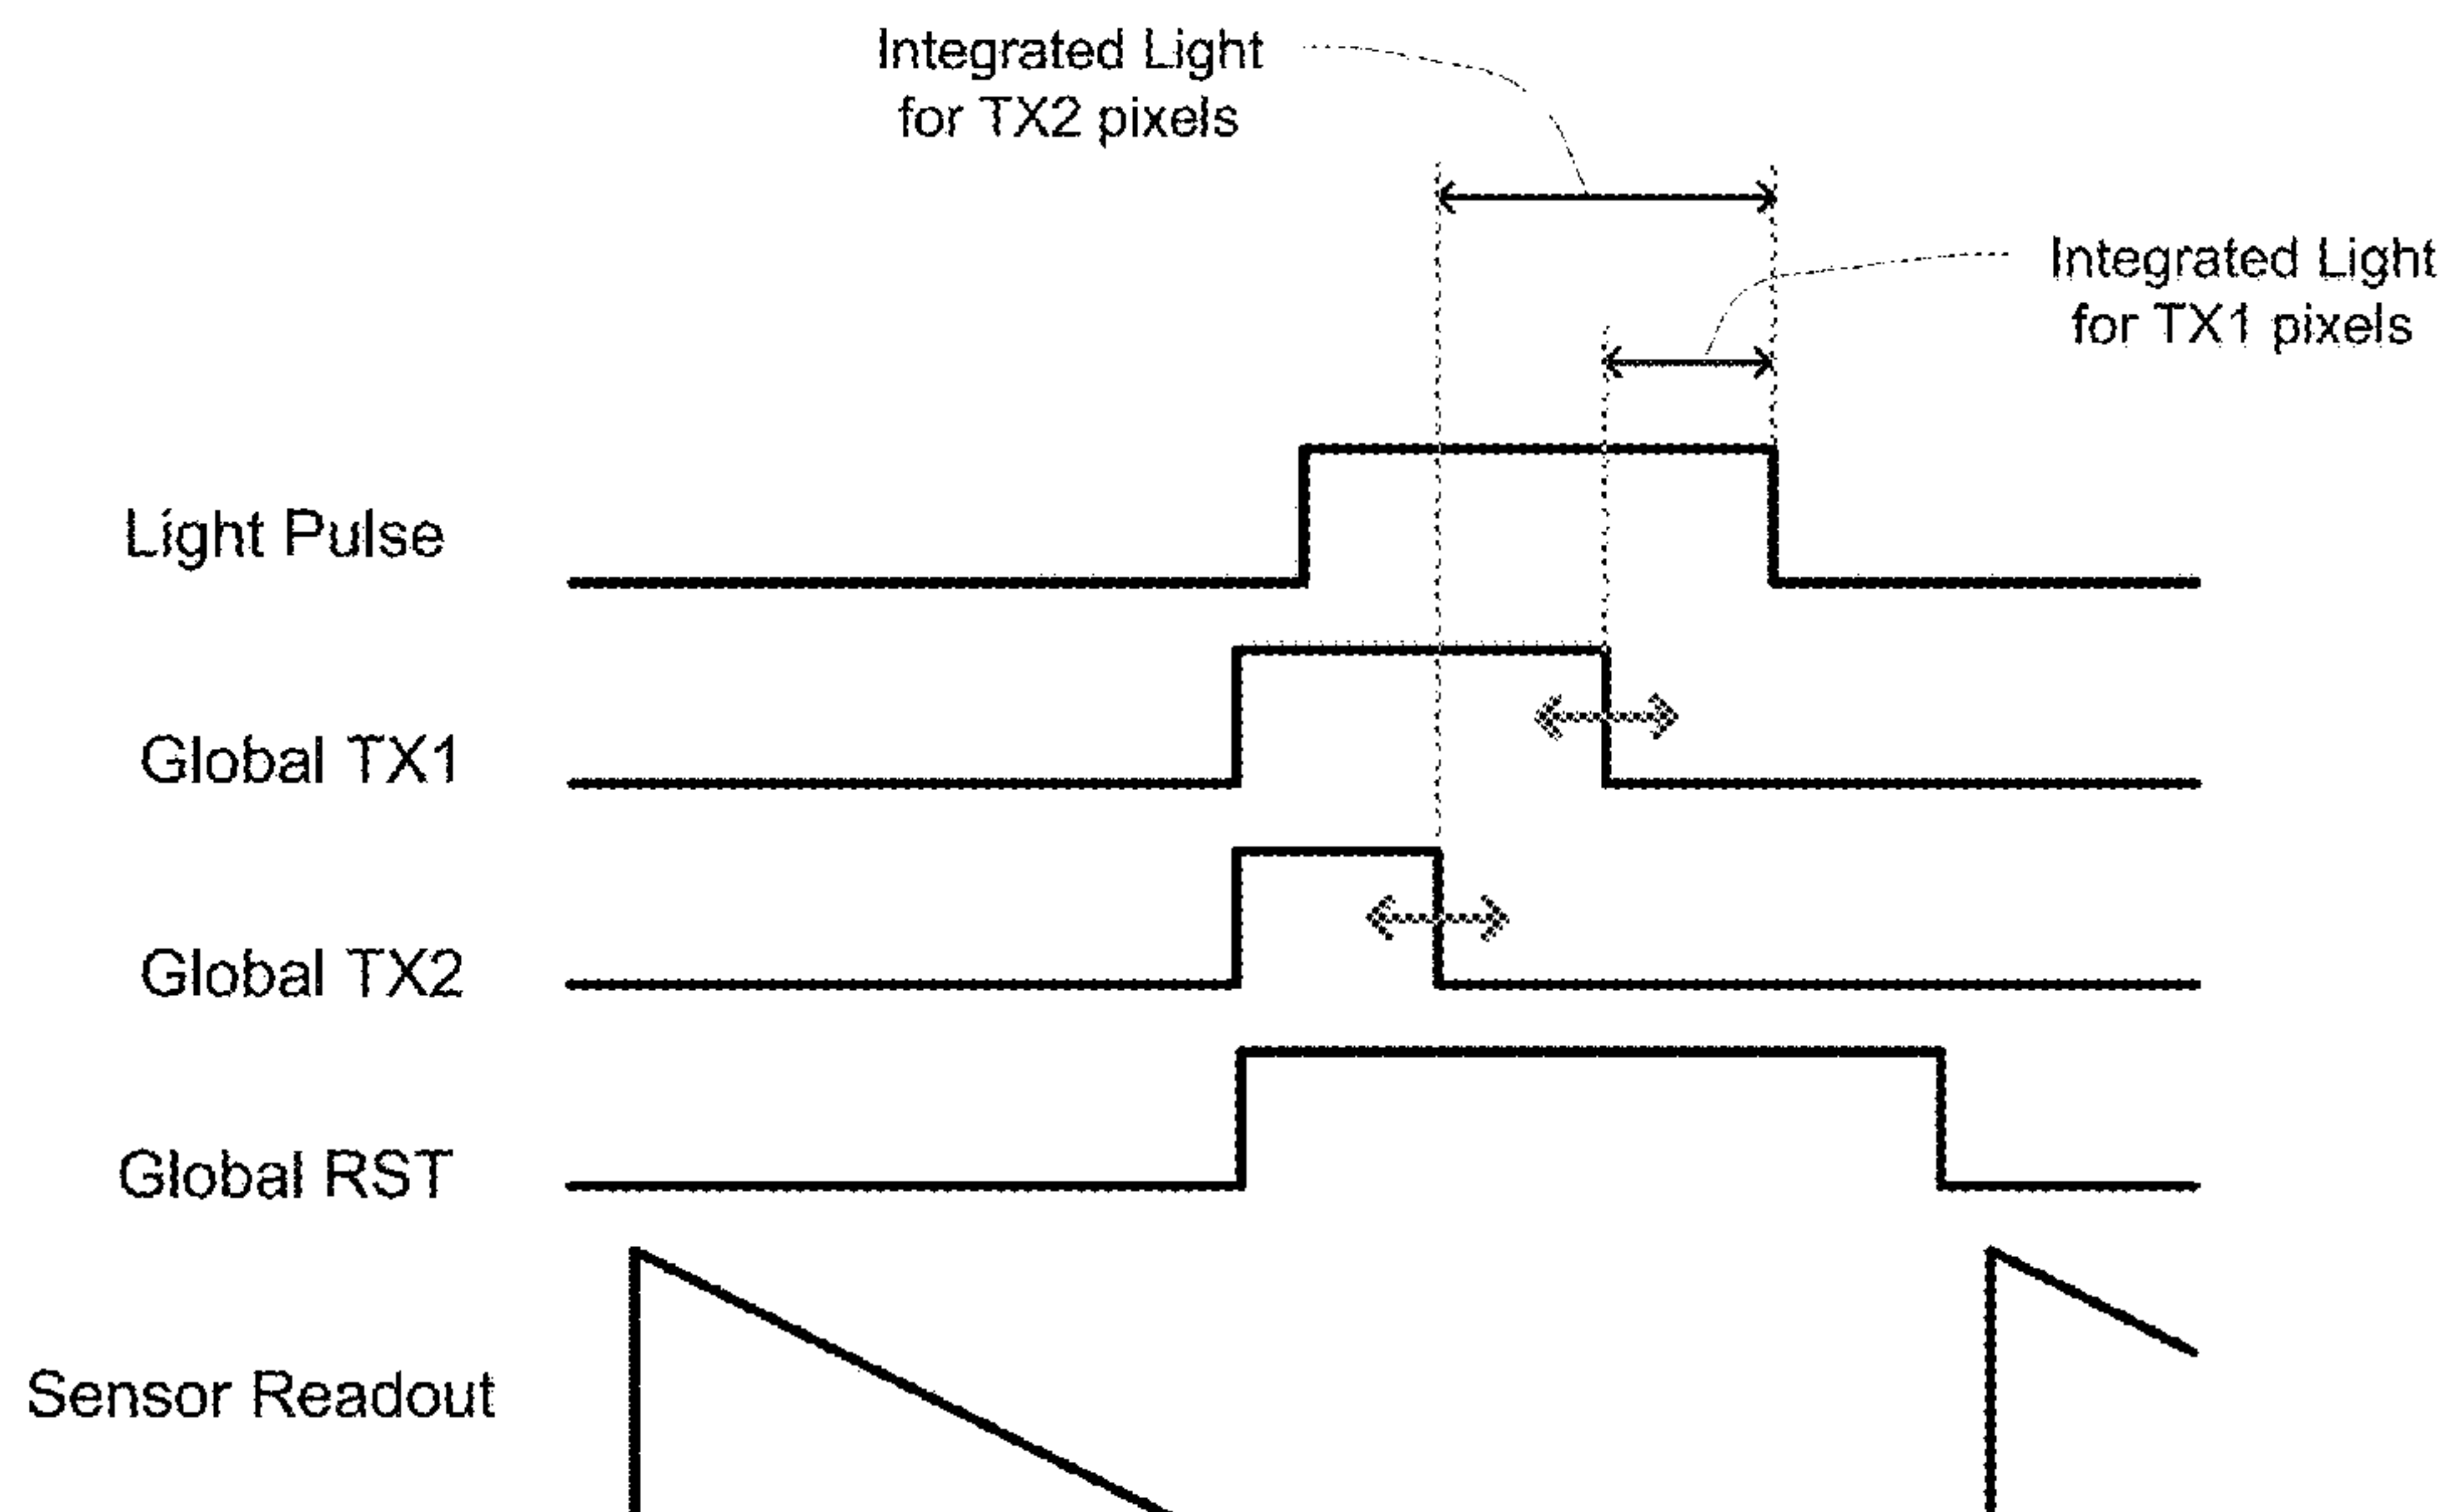 Integrated Light
for TX2 pixels
Integrated Light
for TX1 pixels
Light Pulse
Global TX1
Global TX2
Global RST
Sensor Readout